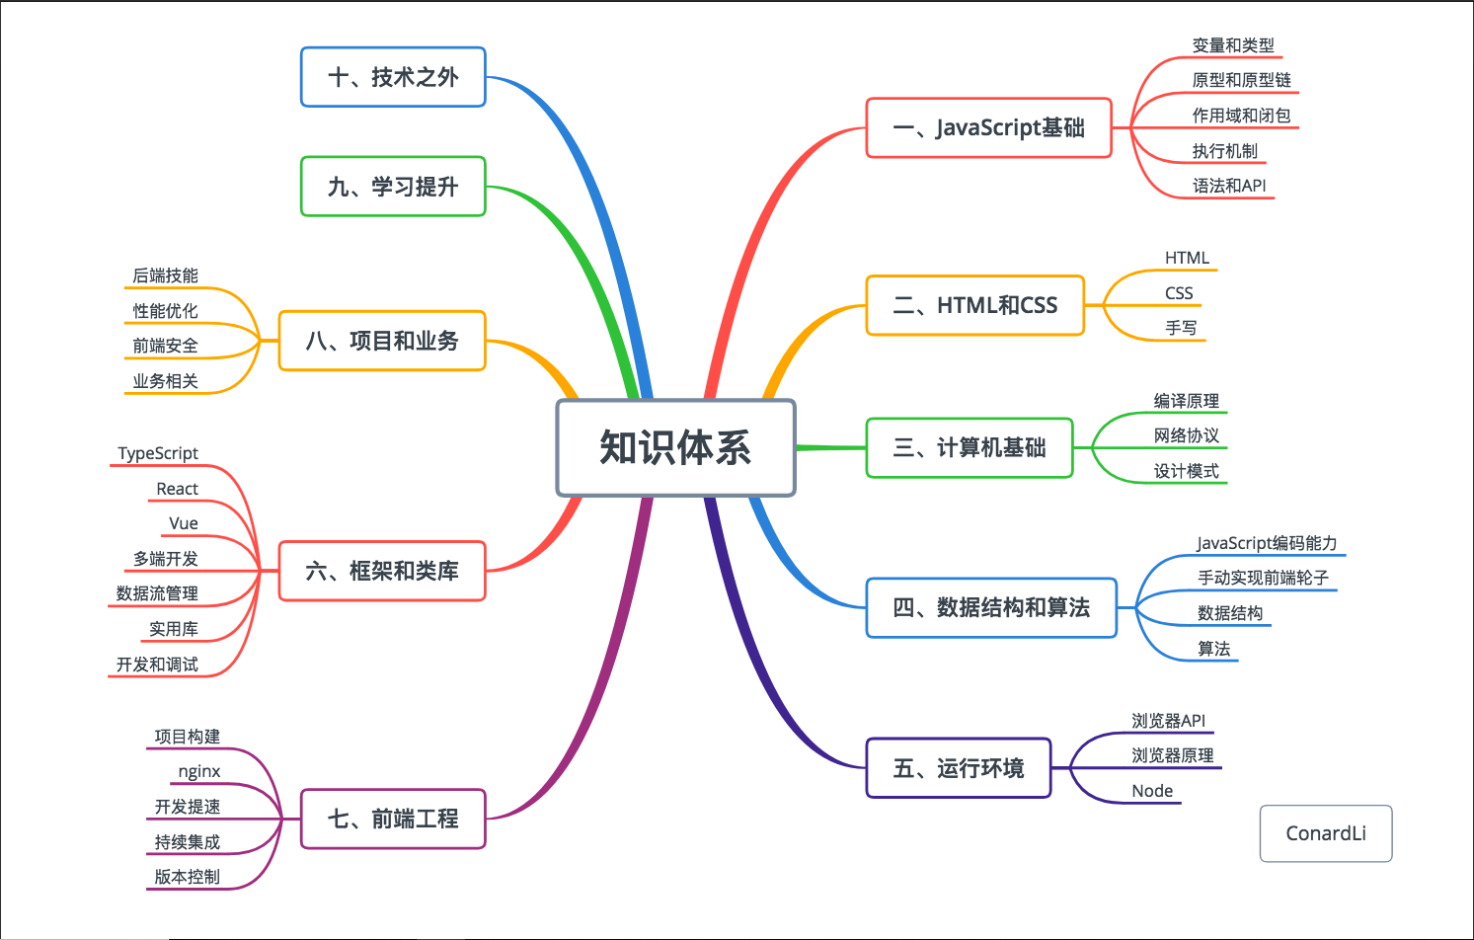 知识体系
一、JavaScript基础
变量和类型
原型和原型链
作用域和闭包
执行机制
语法和API
二、HTML和CSS
HTML
CSS
手写
三、计算机基础
编译原理
网络协议
设计模式
四、数据结构和算法
JavaScript编码能力
手动实现前端轮子
数据结构
算法
五、运行环境
浏览器API
浏览器原理
Node
六、框架和类库
TypeScript
React
Vue
多端开发
数据流管理
实用库
开发和调试
七、前端工程
项目构建
nginx
开发提速
持续集成
版本控制
八、项目和业务
后端技能
性能优化
前端安全
业务相关
九、学习提升
十、技术之外
ConardLi